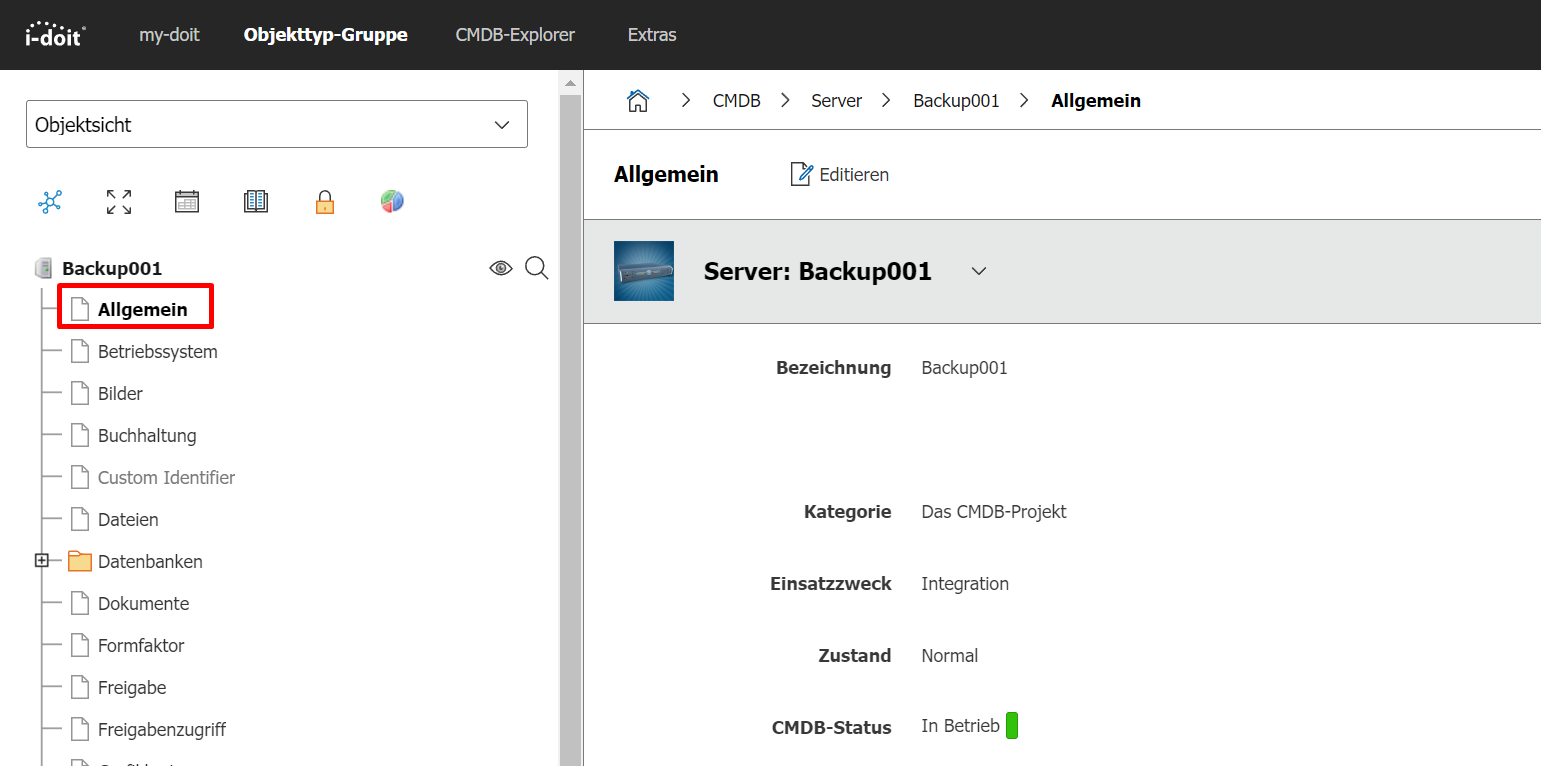 i-doit
my-doit
Objekttyp-Gruppe
CMDB-Explorer
Extras
Objektsicht
Backup001
Allgemein
Betriebssystem
Bilder
Buchhaltung
Custom Identifier
Dateien
Datenbanken
Dokumente
Formfaktor
Freigabe
Freigabenzugriff
CMDB
Server
Backup001
Allgemein
Allgemein
Editieren
Server: Backup001
Bezeichnung Backup001
Kategorie Das CMDB-Projekt
Einsatzzweck Integration
Zustand Normal
CMDB-Status In Betrieb